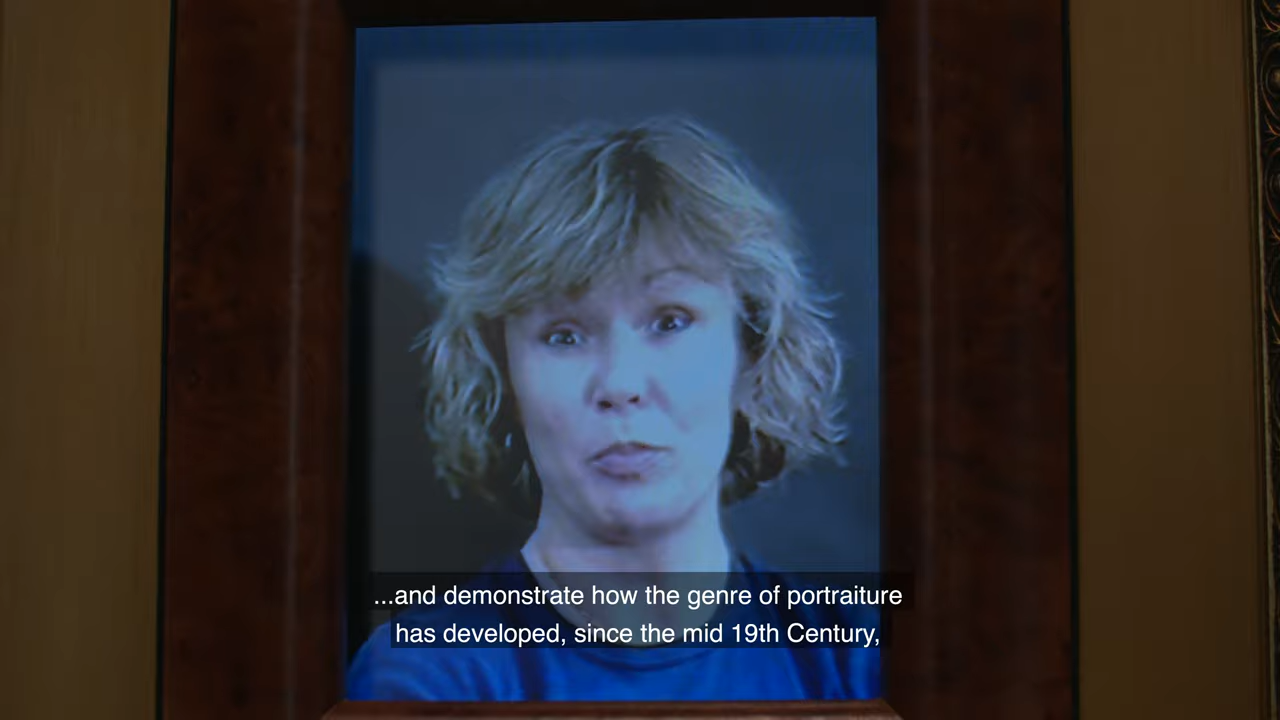 ...and demonstrate how the genre of portraiture
has developed, since the mid 19th Century,